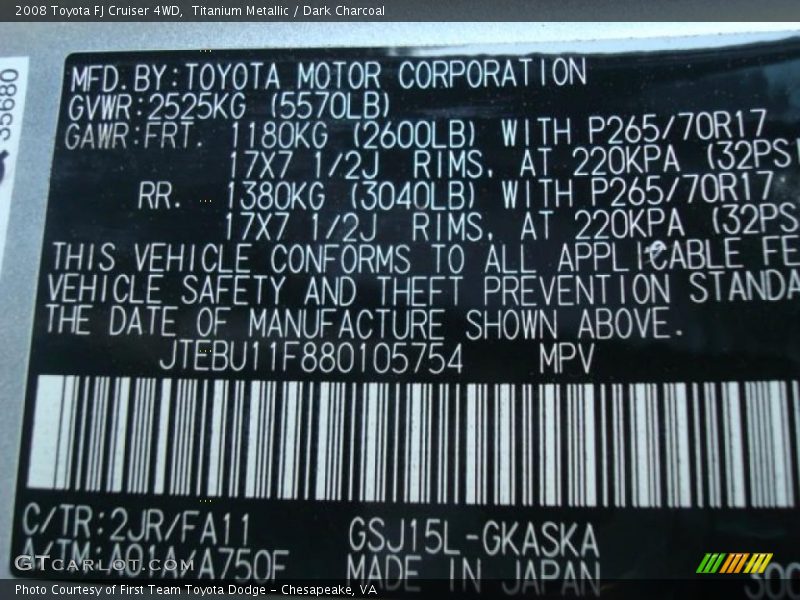 2008 Toyota FJ Cruiser 4WD, Titanium Metallic / Dark Charcoal
35680
MFD. BY: TOYOTA MOTOR CORPORATION
GVWR: 2525KG (5570LB)
GAWR: FRT. 1180KG (2600LB) WITH P265/70R17
17X7 1/2J RIMS, AT 220KPA (32PSI
RR. 1380KG (3040LB) WITH P265/70R17
17X7 1/2J RIMS, AT 220KPA (32PS
THIS VEHICLE CONFORMS TO ALL APPLICABLE FE
VEHICLE SAFETY AND THEFT PREVENTION STANDA
THE DATE OF MANUFACTURE SHOWN ABOVE.
JTEBU11F880105754 MPV
C/TR: 2JR/FA11 GSJ15L-GKASKA
A/TM: A01A/A750F MADE IN JAPAN
GTcarlot.com
Photo Courtesy of First Team Toyota Dodge - Chesapeake, VA